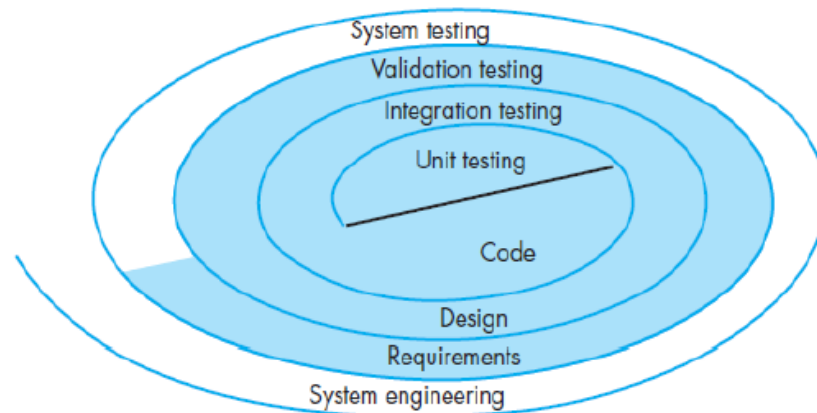 System testing
Validation testing
Integration testing
Unit testing
Code
Design
Requirements
System engineering